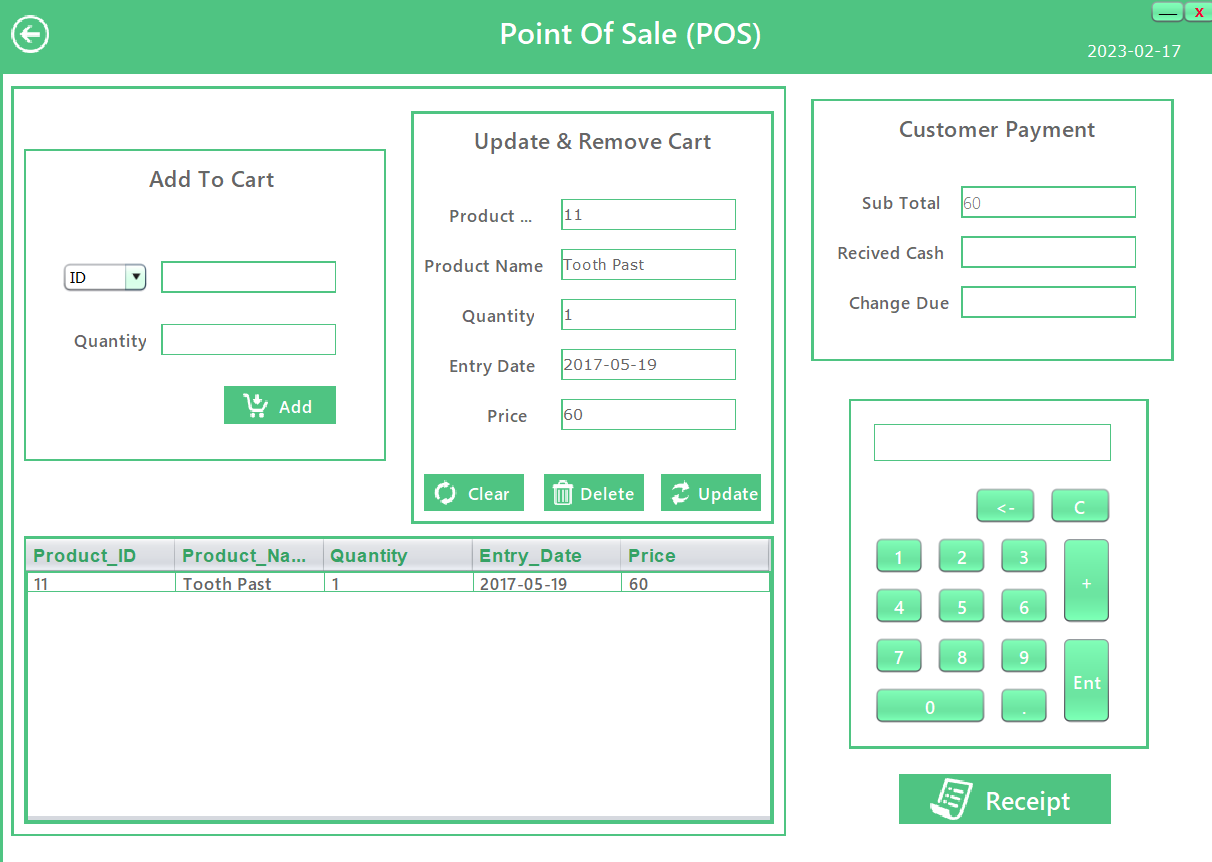 Point Of Sale (POS)
— X
2023-02-17
Add To Cart
ID
Quantity
Add
Update & Remove Cart
Product ... 11
Product Name Tooth Past
Quantity 1
Entry Date 2017-05-19
Price 60
Clear Delete Update
Product_ID Product_Na... Quantity Entry_Date Price
11 Tooth Past 1 2017-05-19 60
Customer Payment
Sub Total 60
Recived Cash
Change Due
<- C
1 2 3 +
4 5 6
7 8 9 Ent
0 .
Receipt